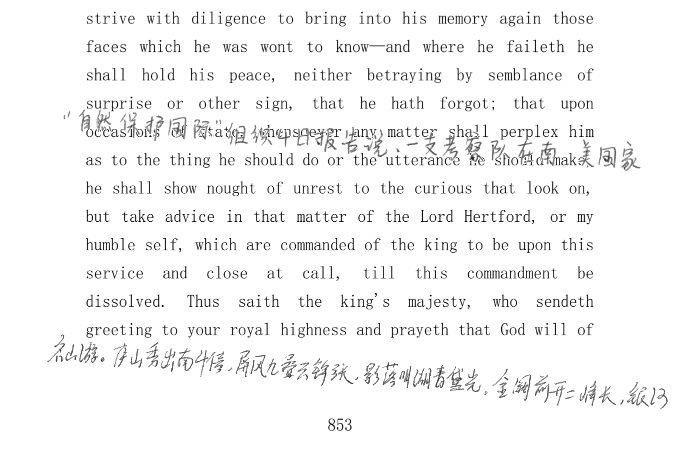 strive with diligence to bring into his memory again those
faces which he was wont to know—and where he faileth he
shall hold his peace, neither betraying by semblance of
surprise or other sign, that he hath forgot; that upon
“自然保护国际”组织4日报告说，一支考察队在南美国家
occasions of state, whensoever any matter shall perplex him
as to the thing he should do or the utterance he should make,
he shall show nought of unrest to the curious that look on,
but take advice in that matter of the Lord Hertford, or my
humble self, which are commanded of the king to be upon this
service and close at call, till this commandment be
dissolved. Thus saith the king's majesty, who sendeth
greeting to your royal highness and prayeth that God will of
名山游。庐山秀出南斗傍，屏风九叠云锦张，影落明湖青黛光。金阙前开二峰长，银河
853